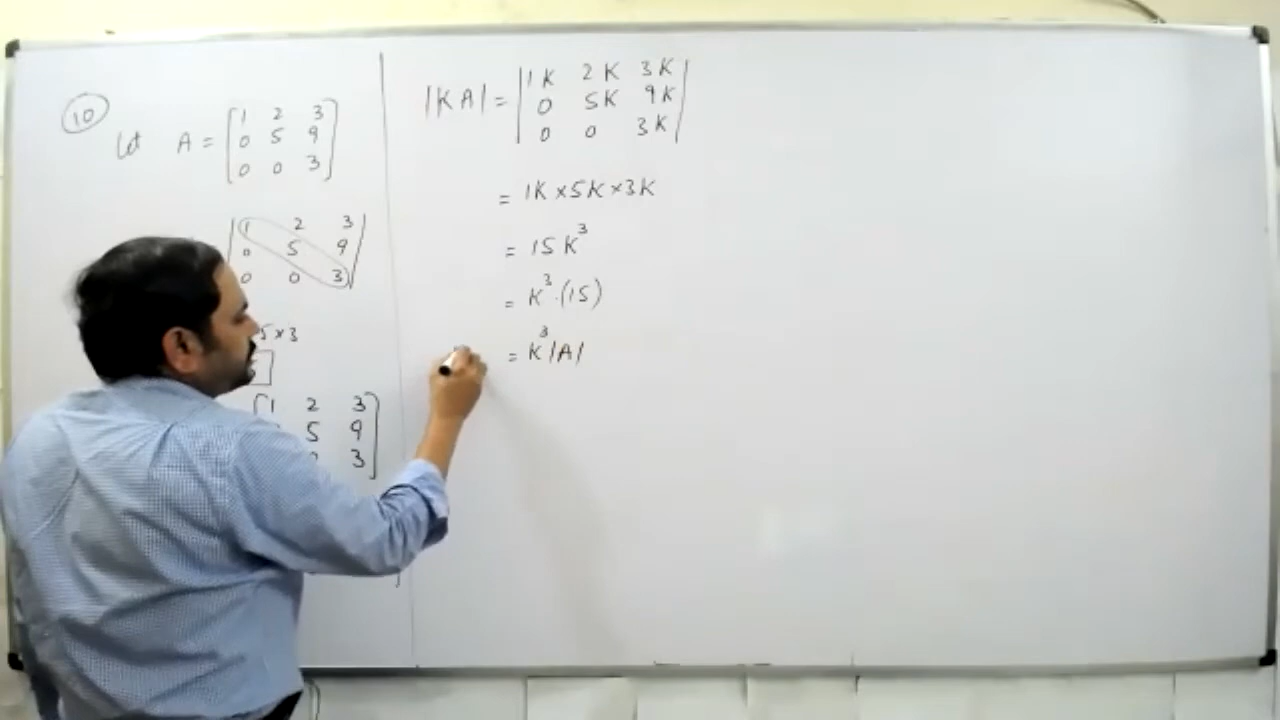 10
Let A = [1 2 3
0 5 9
0 0 3]
|1 2 3
0 5 9
0 0 3|
5 × 3
[1 2 3
5 9
3]
|KA| = |1K 2K 3K
0 5K 9K
0 0 3K|
= 1K × 5K × 3K
= 15K³
= K³·(15)
= K³|A|